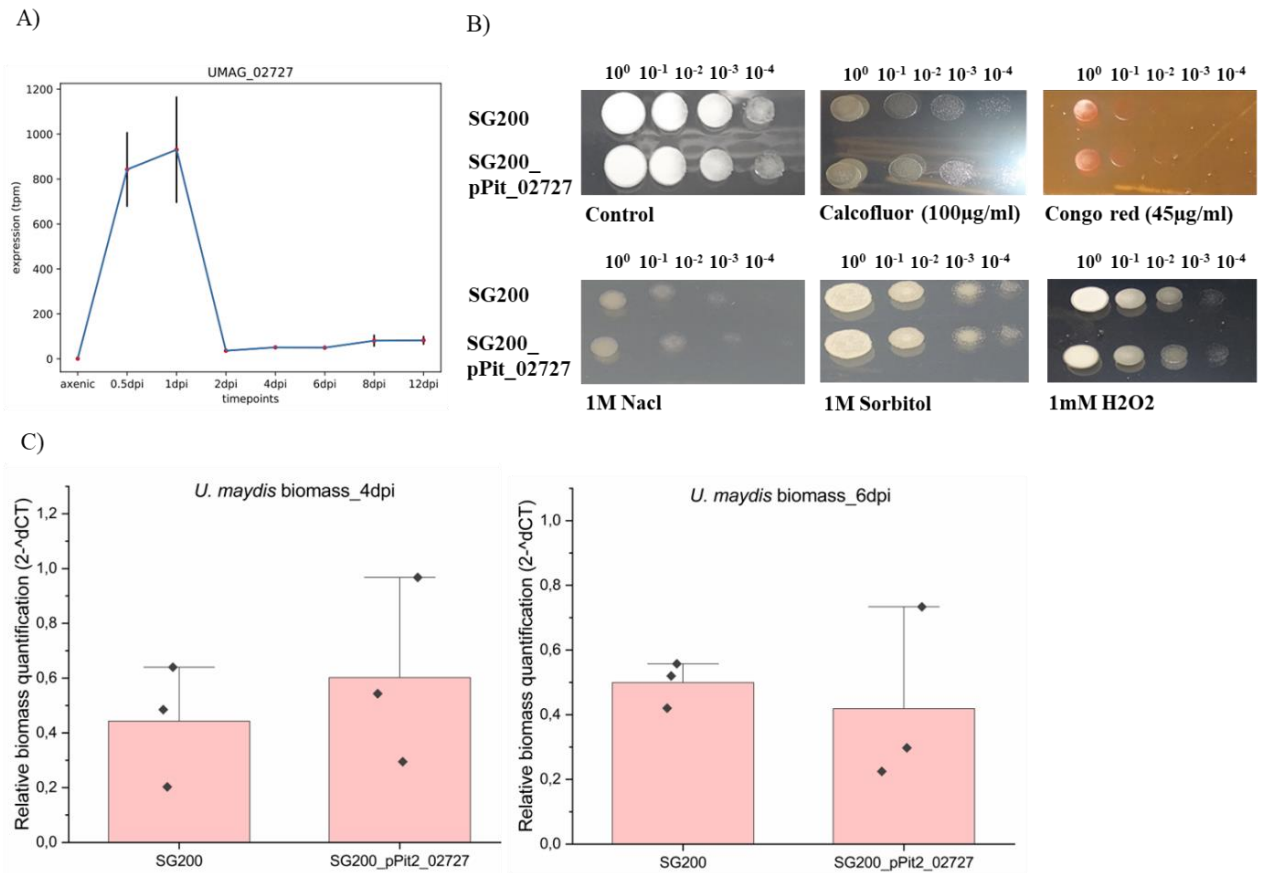 A)
UMAG_02727
expression (tpm)
1200
1000
800
600
400
200
0
axenic 0.5dpi 1dpi 2dpi 4dpi 6dpi 8dpi 12dpi
timepoints
B)
10⁰ 10⁻¹ 10⁻² 10⁻³ 10⁻⁴
10⁰ 10⁻¹ 10⁻² 10⁻³ 10⁻⁴
10⁰ 10⁻¹ 10⁻² 10⁻³ 10⁻⁴
SG200
SG200_
pPit_02727
Control
Calcofluor (100µg/ml)
Congo red (45µg/ml)
10⁰ 10⁻¹ 10⁻² 10⁻³ 10⁻⁴
10⁰ 10⁻¹ 10⁻² 10⁻³ 10⁻⁴
10⁰ 10⁻¹ 10⁻² 10⁻³ 10⁻⁴
SG200
SG200_
pPit_02727
1M Nacl
1M Sorbitol
1mM H2O2
C)
U. maydis biomass_4dpi
Relative biomass quantification (2-^dCT)
1,2
1,0
0,8
0,6
0,4
0,2
0,0
SG200 SG200_pPit2_02727
U. maydis biomass_6dpi
Relative biomass quantification (2-^dCT)
1,0
0,8
0,6
0,4
0,2
0,0
SG200 SG200_pPit2_02727